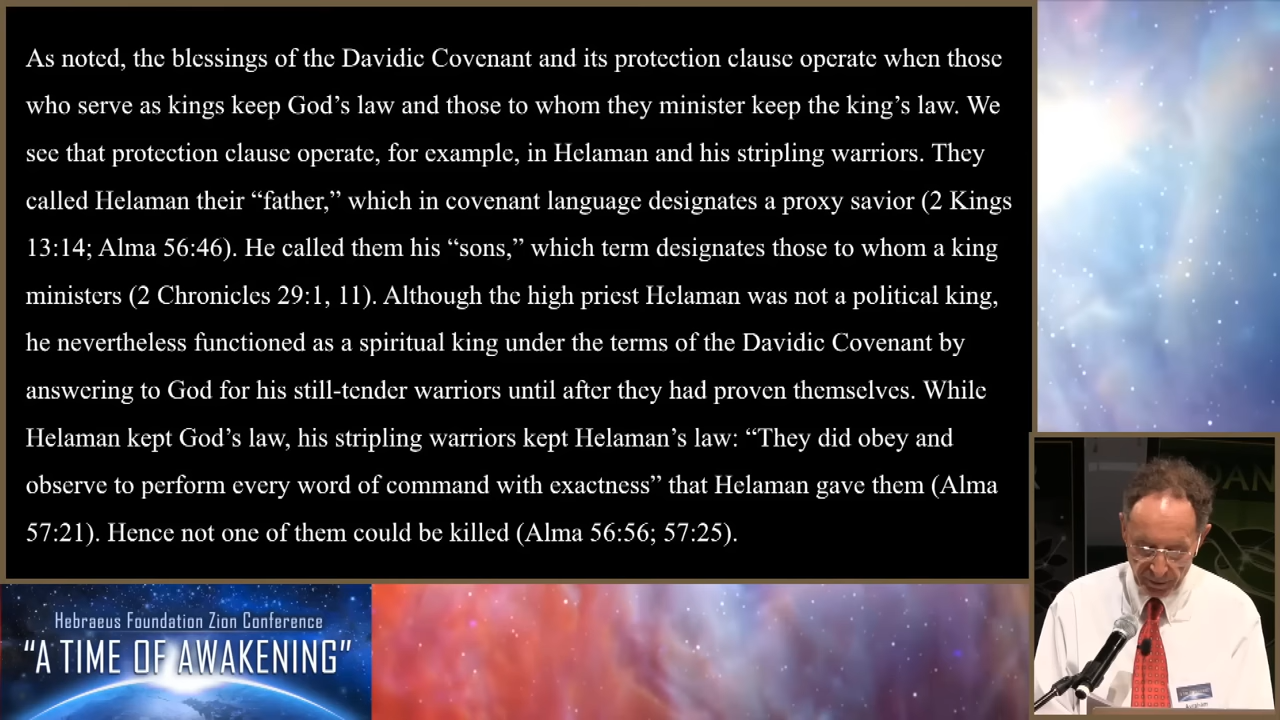 As noted, the blessings of the Davidic Covenant and its protection clause operate when those
who serve as kings keep God’s law and those to whom they minister keep the king’s law. We
see that protection clause operate, for example, in Helaman and his stripling warriors. They
called Helaman their “father,” which in covenant language designates a proxy savior (2 Kings
13:14; Alma 56:46). He called them his “sons,” which term designates those to whom a king
ministers (2 Chronicles 29:1, 11). Although the high priest Helaman was not a political king,
he nevertheless functioned as a spiritual king under the terms of the Davidic Covenant by
answering to God for his still-tender warriors until after they had proven themselves. While
Helaman kept God’s law, his stripling warriors kept Helaman’s law: “They did obey and
observe to perform every word of command with exactness” that Helaman gave them (Alma
57:21). Hence not one of them could be killed (Alma 56:56; 57:25).
Hebraeus Foundation Zion Conference
“A TIME OF AWAKENING”
DAN
Avraham